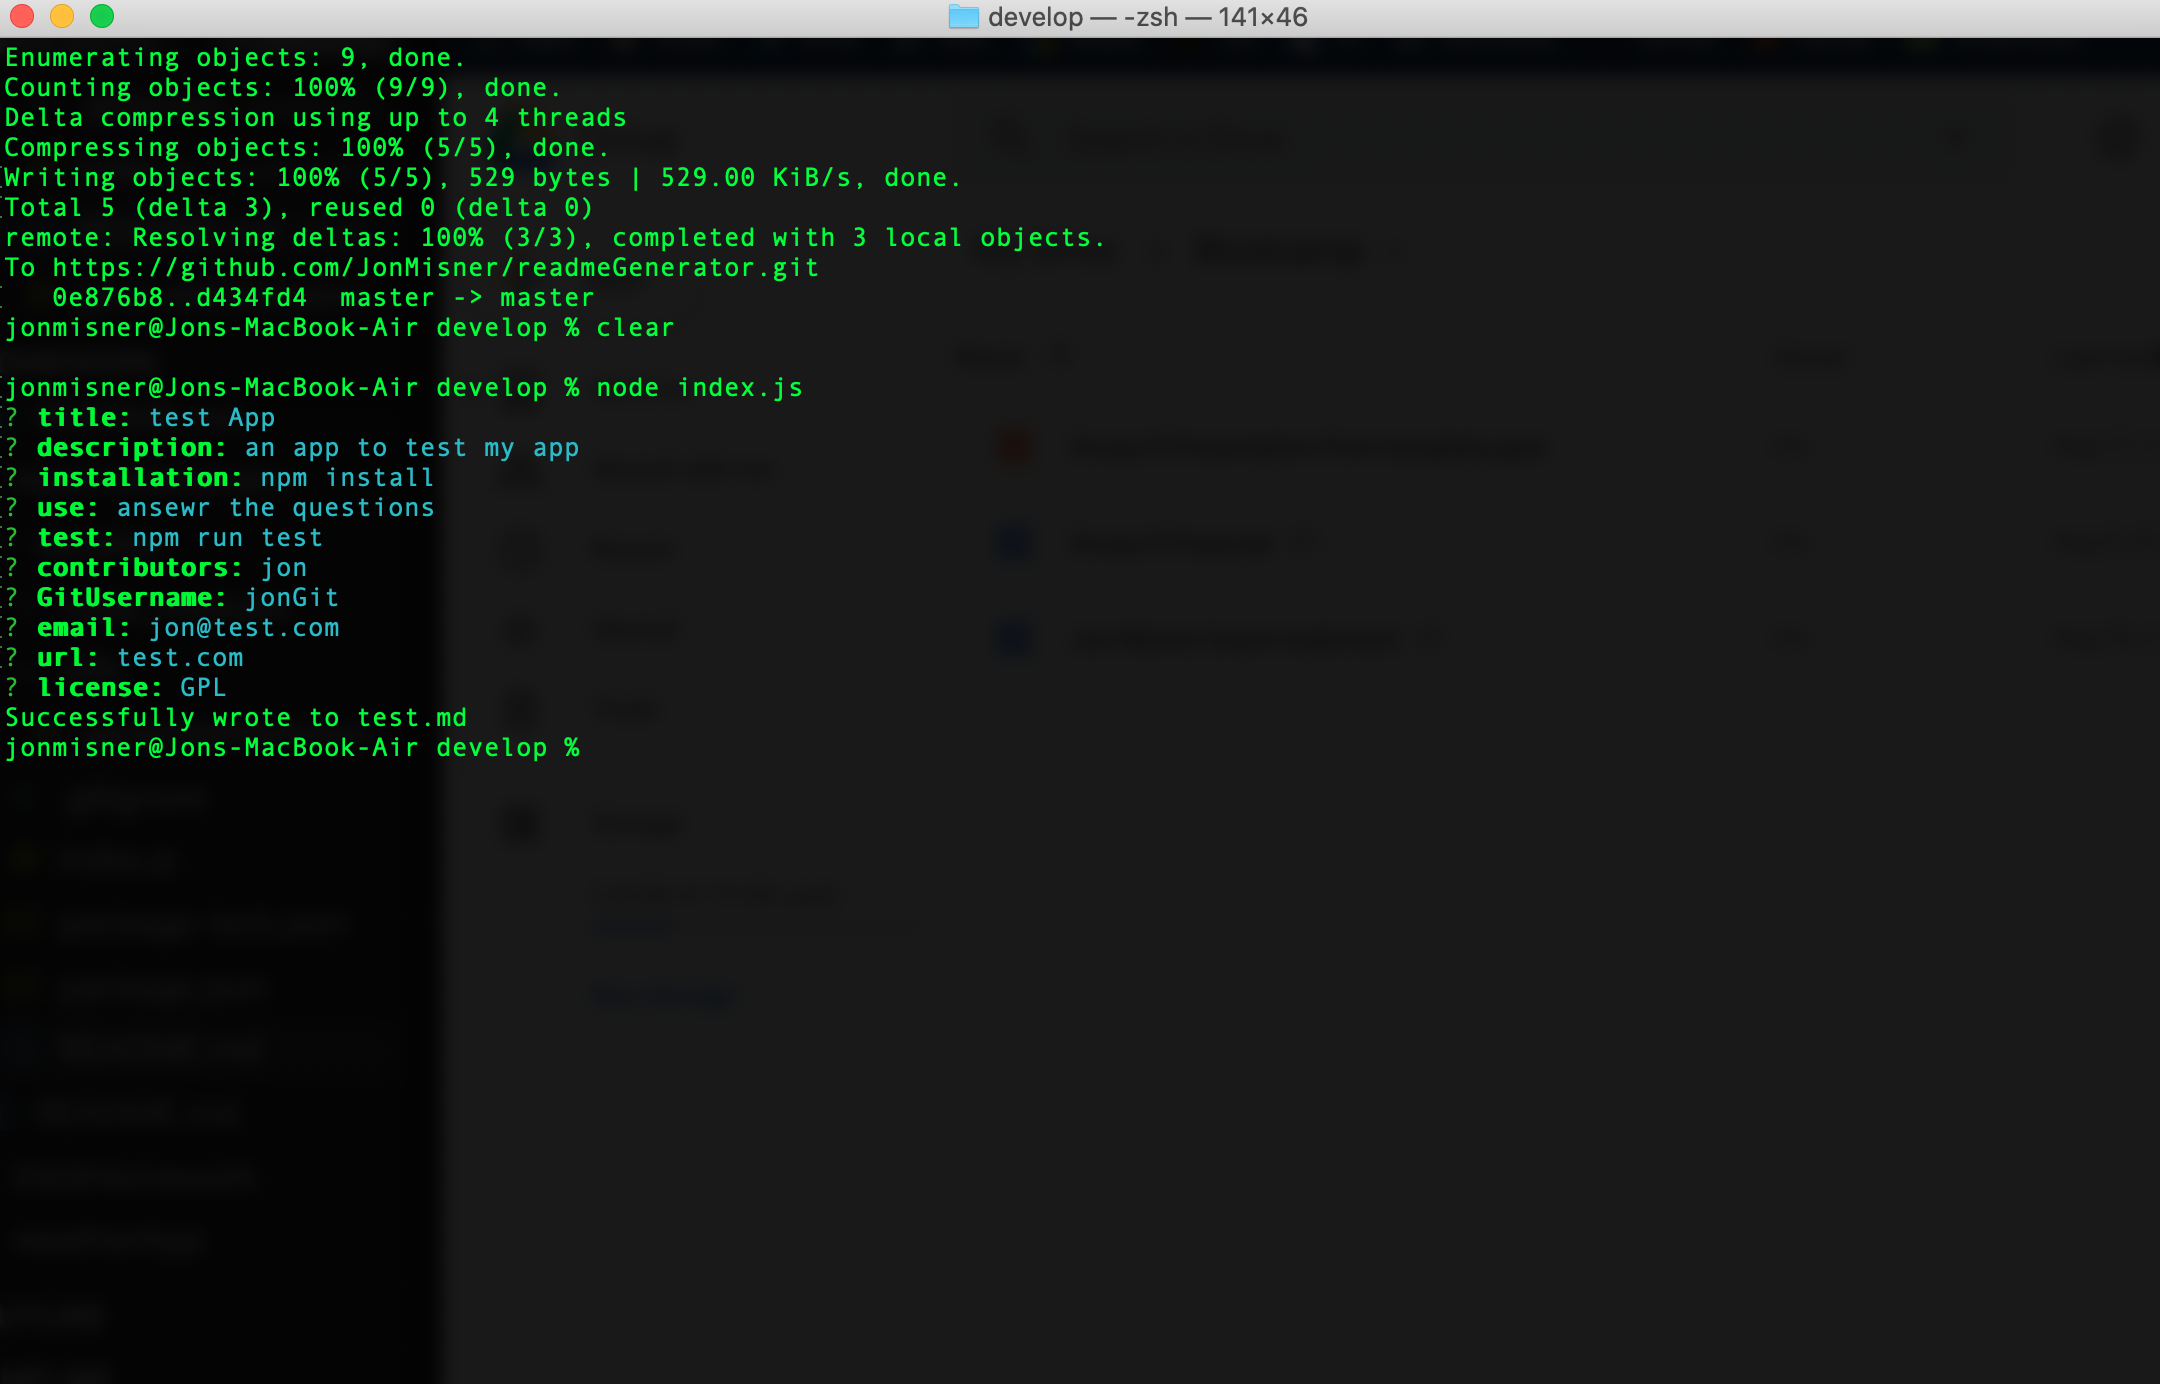 develop — -zsh — 141×46
Enumerating objects: 9, done.
Counting objects: 100% (9/9), done.
Delta compression using up to 4 threads
Compressing objects: 100% (5/5), done.
Writing objects: 100% (5/5), 529 bytes | 529.00 KiB/s, done.
Total 5 (delta 3), reused 0 (delta 0)
remote: Resolving deltas: 100% (3/3), completed with 3 local objects.
To https://github.com/JonMisner/readmeGenerator.git
   0e876b8..d434fd4  master -> master
jonmisner@Jons-MacBook-Air develop % clear
jonmisner@Jons-MacBook-Air develop % node index.js
? title: test App
? description: an app to test my app
? installation: npm install
? use: ansewr the questions
? test: npm run test
? contributors: jon
? GitUsername: jonGit
? email: jon@test.com
? url: test.com
? license: GPL
Successfully wrote to test.md
jonmisner@Jons-MacBook-Air develop %